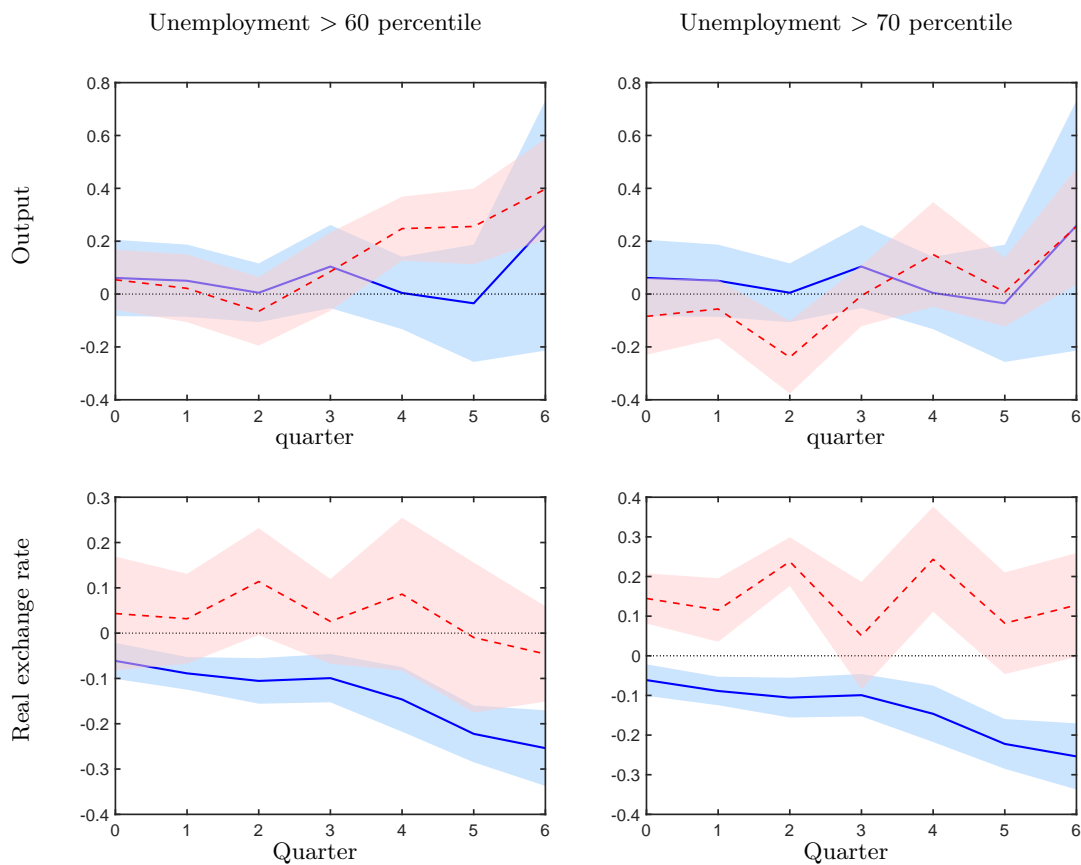 Unemployment > 60 percentile
Unemployment > 70 percentile
Output
0.8
0.6
0.4
0.2
0
-0.2
-0.4
0 1 2 3 4 5 6
quarter
0.8
0.6
0.4
0.2
0
-0.2
-0.4
0 1 2 3 4 5 6
quarter
Real exchange rate
0.3
0.2
0.1
0
-0.1
-0.2
-0.3
-0.4
0 1 2 3 4 5 6
Quarter
0.4
0.3
0.2
0.1
0
-0.1
-0.2
-0.3
-0.4
0 1 2 3 4 5 6
Quarter